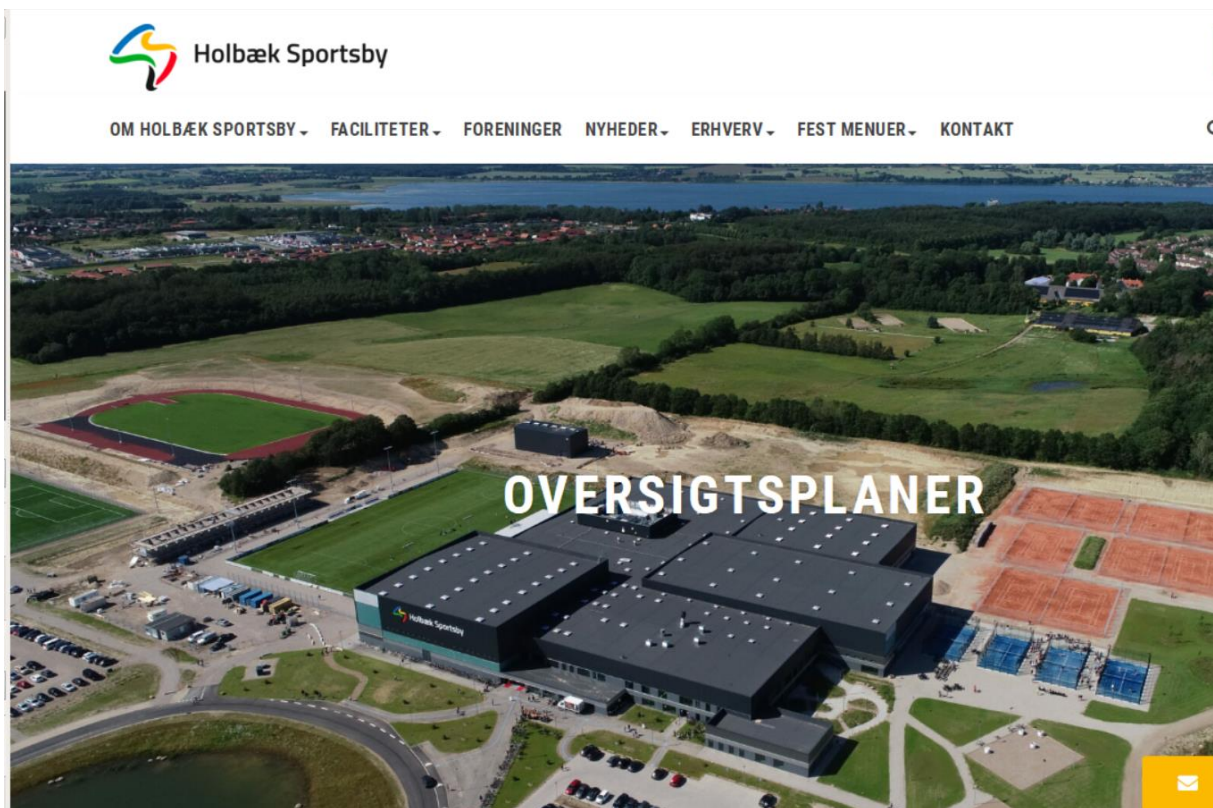 Holbæk Sportsby
OM HOLBÆK SPORTSBY FACILITETER FORENINGER NYHEDER ERHVERV FEST MENUER KONTAKT
OVERSIGTSPLANER
Holbæk Sportsby